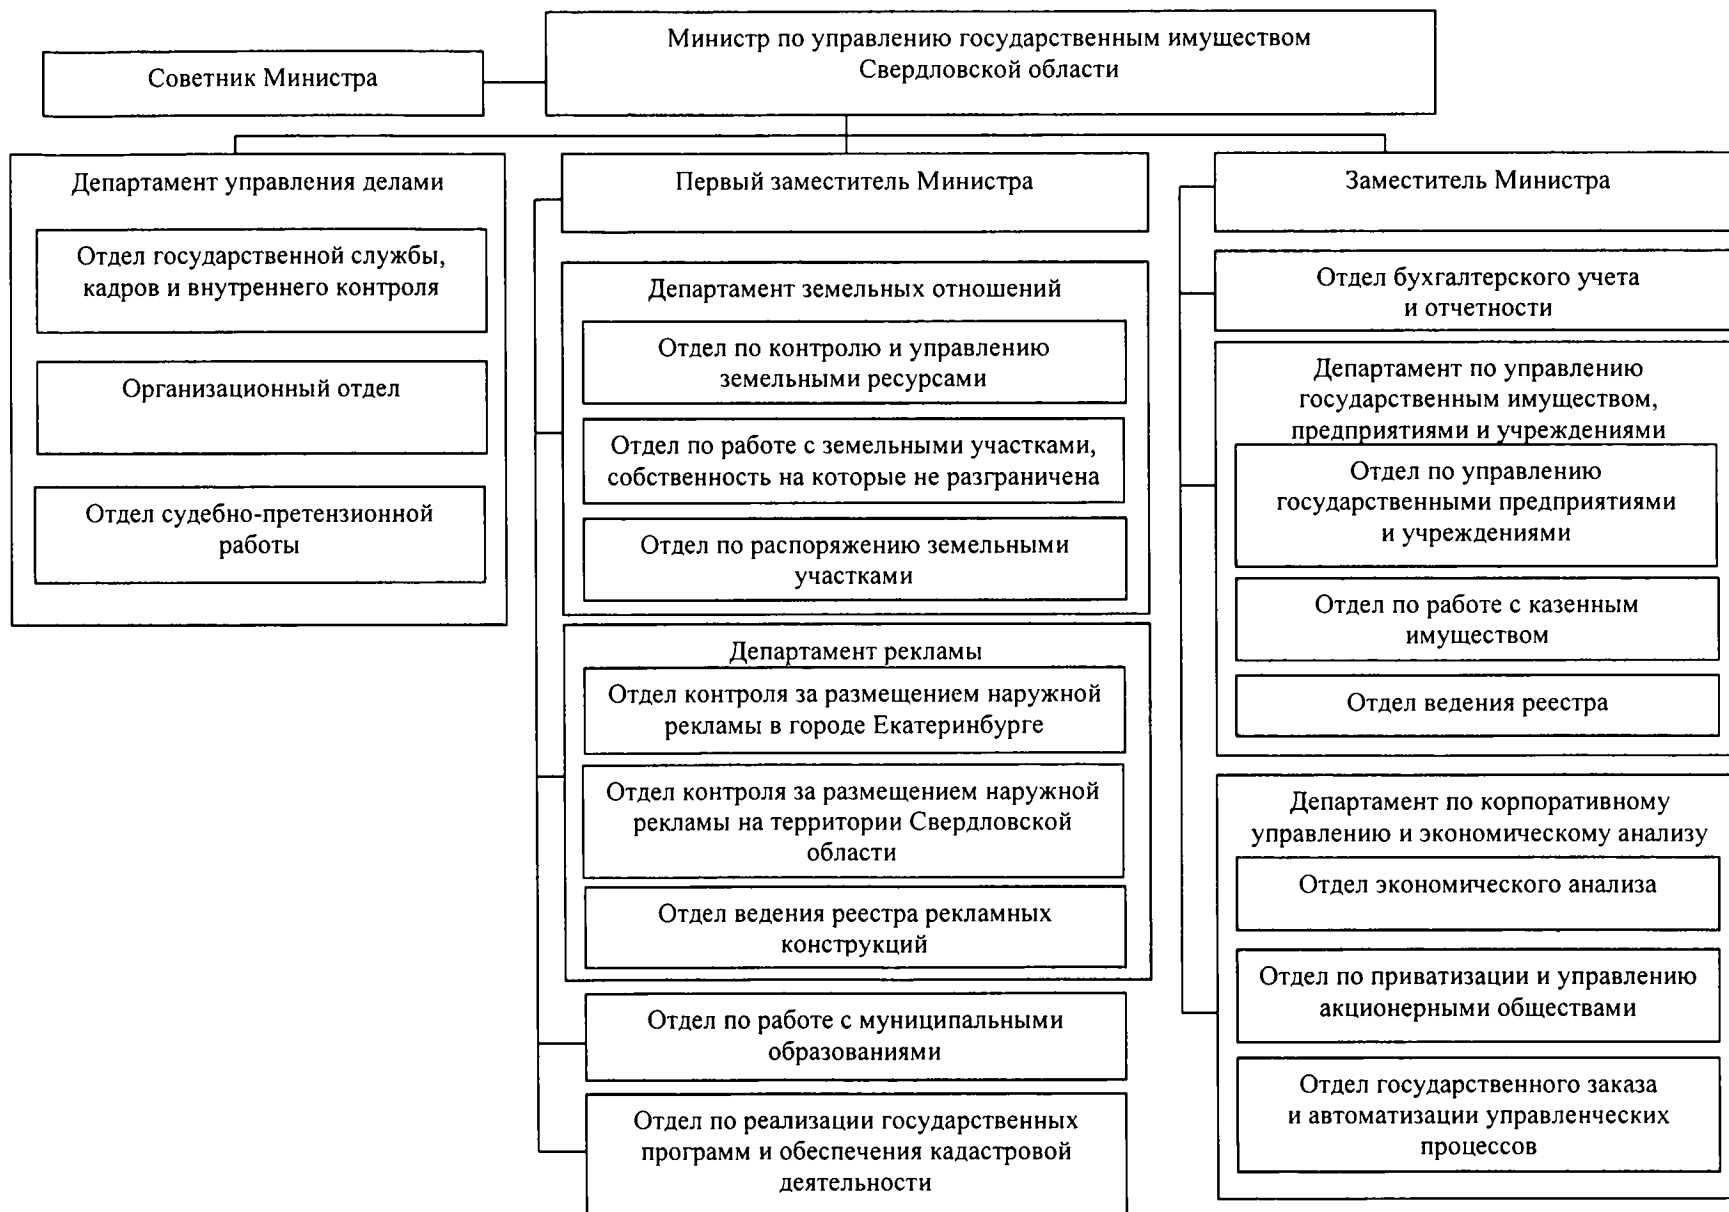 Министр по управлению государственным имуществом
Свердловской области
Советник Министра
Департамент управления делами
Отдел государственной службы,
кадров и внутреннего контроля
Организационный отдел
Отдел судебно-претензионной
работы
Первый заместитель Министра
Департамент земельных отношений
Отдел по контролю и управлению
земельными ресурсами
Отдел по работе с земельными участками,
собственность на которые не разграничена
Отдел по распоряжению земельными
участками
Департамент рекламы
Отдел контроля за размещением наружной
рекламы в городе Екатеринбурге
Отдел контроля за размещением наружной
рекламы на территории Свердловской
области
Отдел ведения реестра рекламных
конструкций
Отдел по работе с муниципальными
образованиями
Отдел по реализации государственных
программ и обеспечения кадастровой
деятельности
Заместитель Министра
Отдел бухгалтерского учета
и отчетности
Департамент по управлению
государственным имуществом,
предприятиями и учреждениями
Отдел по управлению
государственными предприятиями
и учреждениями
Отдел по работе с казенным
имуществом
Отдел ведения реестра
Департамент по корпоративному
управлению и экономическому анализу
Отдел экономического анализа
Отдел по приватизации и управлению
акционерными обществами
Отдел государственного заказа
и автоматизации управленческих
процессов